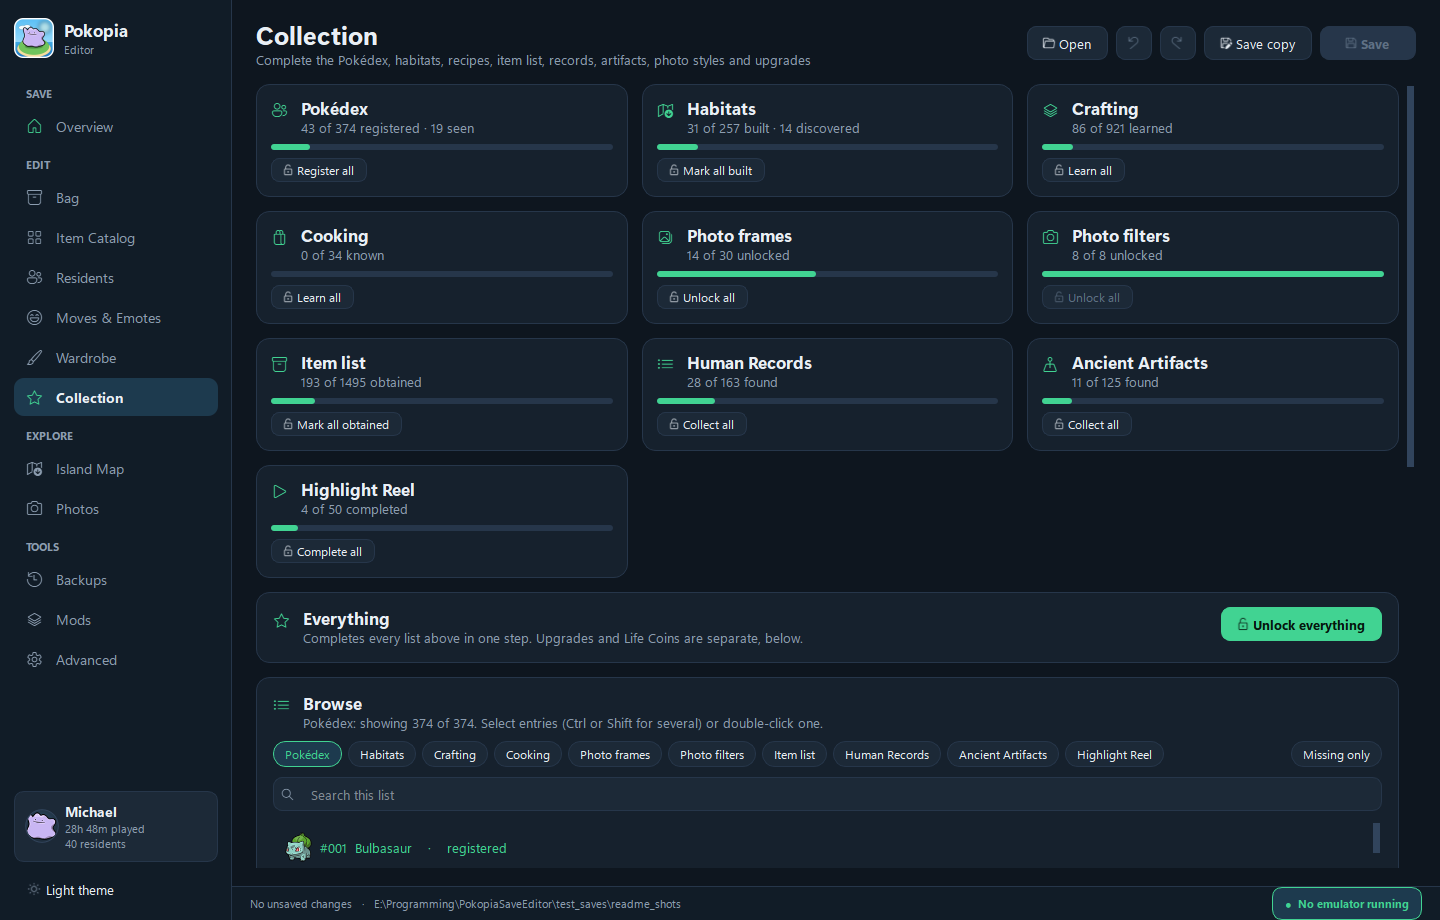 Pokopia
Editor
SAVE
Overview
EDIT
Bag
Item Catalog
Residents
Moves & Emotes
Wardrobe
Collection
EXPLORE
Island Map
Photos
TOOLS
Backups
Mods
Advanced
Michael
28h 48m played
40 residents
Light theme
Collection
Complete the Pokédex, habitats, recipes, item list, records, artifacts, photo styles and upgrades
Open
Save copy
Save
Pokédex
43 of 374 registered · 19 seen
Register all
Habitats
31 of 257 built · 14 discovered
Mark all built
Crafting
86 of 921 learned
Learn all
Cooking
0 of 34 known
Learn all
Photo frames
14 of 30 unlocked
Unlock all
Photo filters
8 of 8 unlocked
Unlock all
Item list
193 of 1495 obtained
Mark all obtained
Human Records
28 of 163 found
Collect all
Ancient Artifacts
11 of 125 found
Collect all
Highlight Reel
4 of 50 completed
Complete all
Everything
Completes every list above in one step. Upgrades and Life Coins are separate, below.
Unlock everything
Browse
Pokédex: showing 374 of 374. Select entries (Ctrl or Shift for several) or double-click one.
Pokédex Habitats Crafting Cooking Photo frames Photo filters Item list Human Records Ancient Artifacts Highlight Reel Missing only
Search this list
#001 Bulbasaur · registered
No unsaved changes · E:\Programming\PokopiaSaveEditor\test_saves\readme_shots
No emulator running